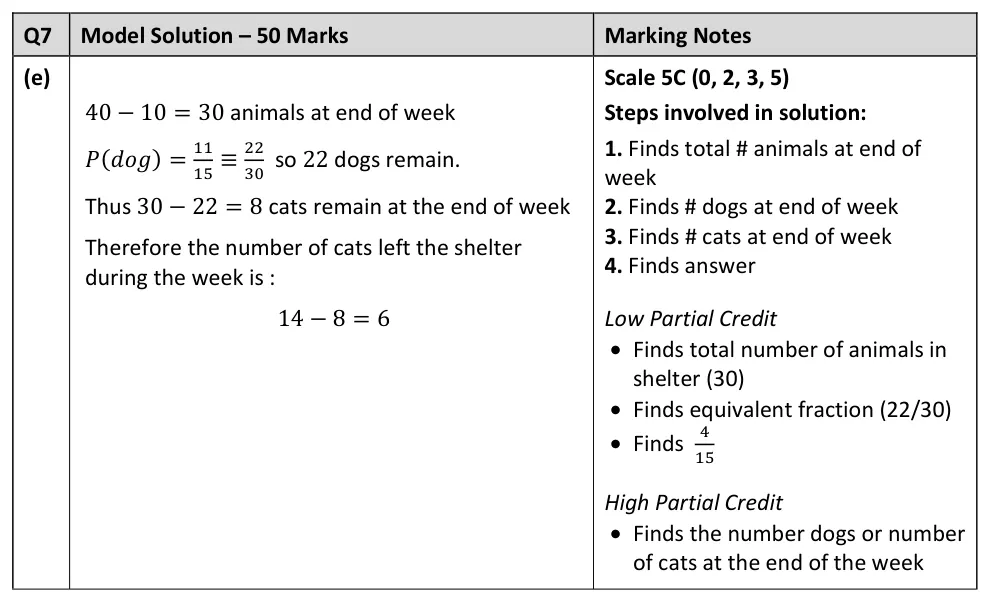 Q7 Model Solution – 50 Marks Marking Notes
(e)
40 − 10 = 30 animals at end of week
P(dog) = 11/15 ≡ 22/30 so 22 dogs remain.
Thus 30 − 22 = 8 cats remain at the end of week
Therefore the number of cats left the shelter
during the week is :
14 − 8 = 6
Scale 5C (0, 2, 3, 5)
Steps involved in solution:
1. Finds total # animals at end of
week
2. Finds # dogs at end of week
3. Finds # cats at end of week
4. Finds answer
Low Partial Credit
• Finds total number of animals in
shelter (30)
• Finds equivalent fraction (22/30)
• Finds 4/15
High Partial Credit
• Finds the number dogs or number
of cats at the end of the week